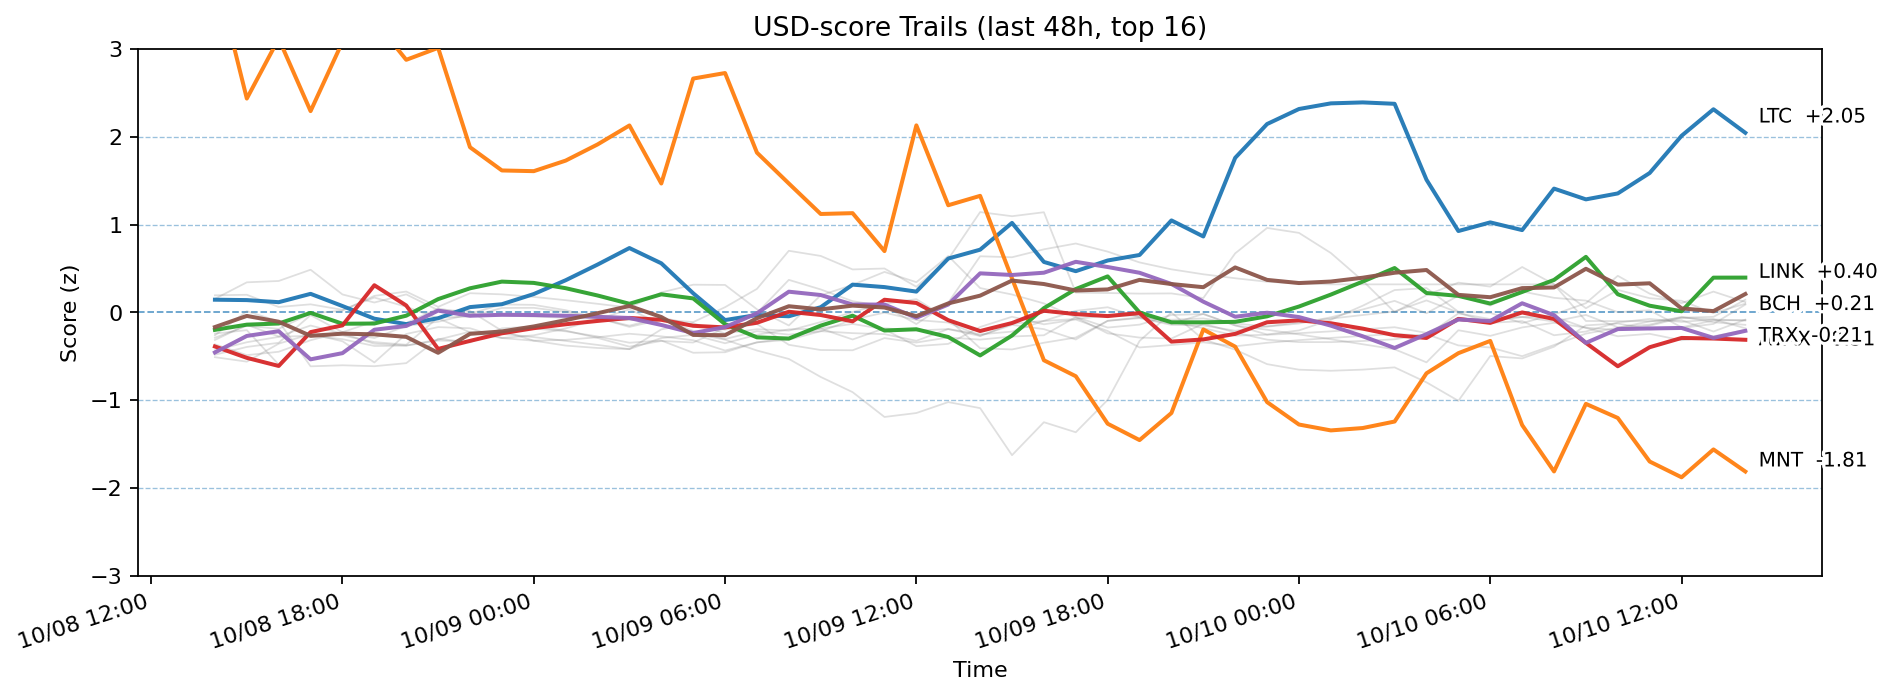 USD-score Trails (last 48h, top 16)
Score (z)
3
2
1
0
−1
−2
−3
LTC +2.05
LINK +0.40
BCH +0.21
TRX -0.21
MNT -1.81
10/08 12:00
10/08 18:00
10/09 00:00
10/09 06:00
10/09 12:00
10/09 18:00
10/10 00:00
10/10 06:00
10/10 12:00
Time